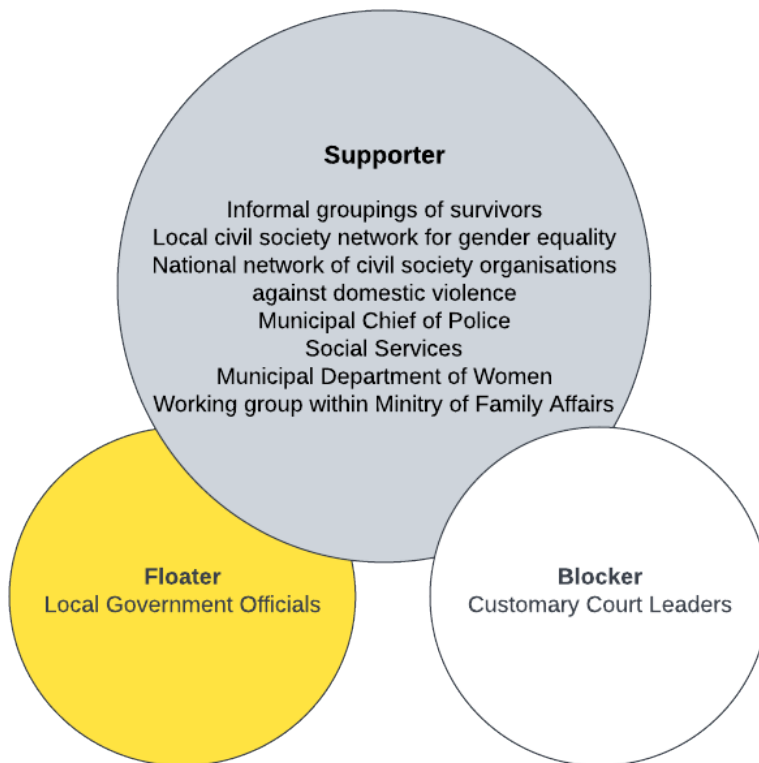 Supporter
Informal groupings of survivors
Local civil society network for gender equality
National network of civil society organisations
against domestic violence
Municipal Chief of Police
Social Services
Municipal Department of Women
Working group within Minitry of Family Affairs
Floater
Local Government Officials
Blocker
Customary Court Leaders